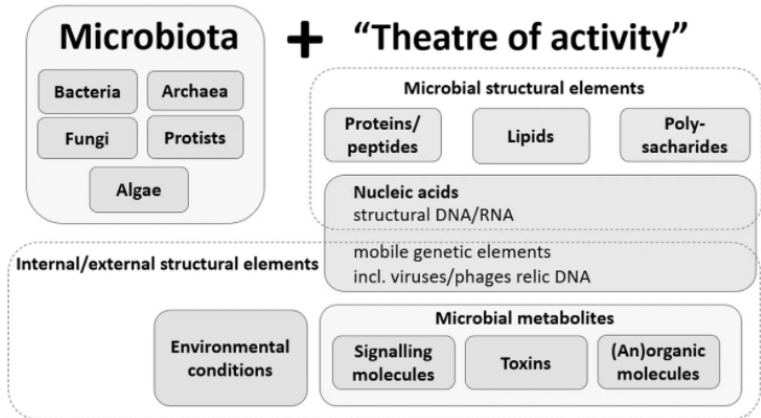 Microbiota + “Theatre of activity”
Bacteria
Archaea
Fungi
Protists
Algae
Microbial structural elements
Proteins/
peptides
Lipids
Poly-
sacharides
Nucleic acids
structural DNA/RNA
mobile genetic elements
incl. viruses/phages relic DNA
Internal/external structural elements
Environmental
conditions
Microbial metabolites
Signalling
molecules
Toxins
(An)organic
molecules